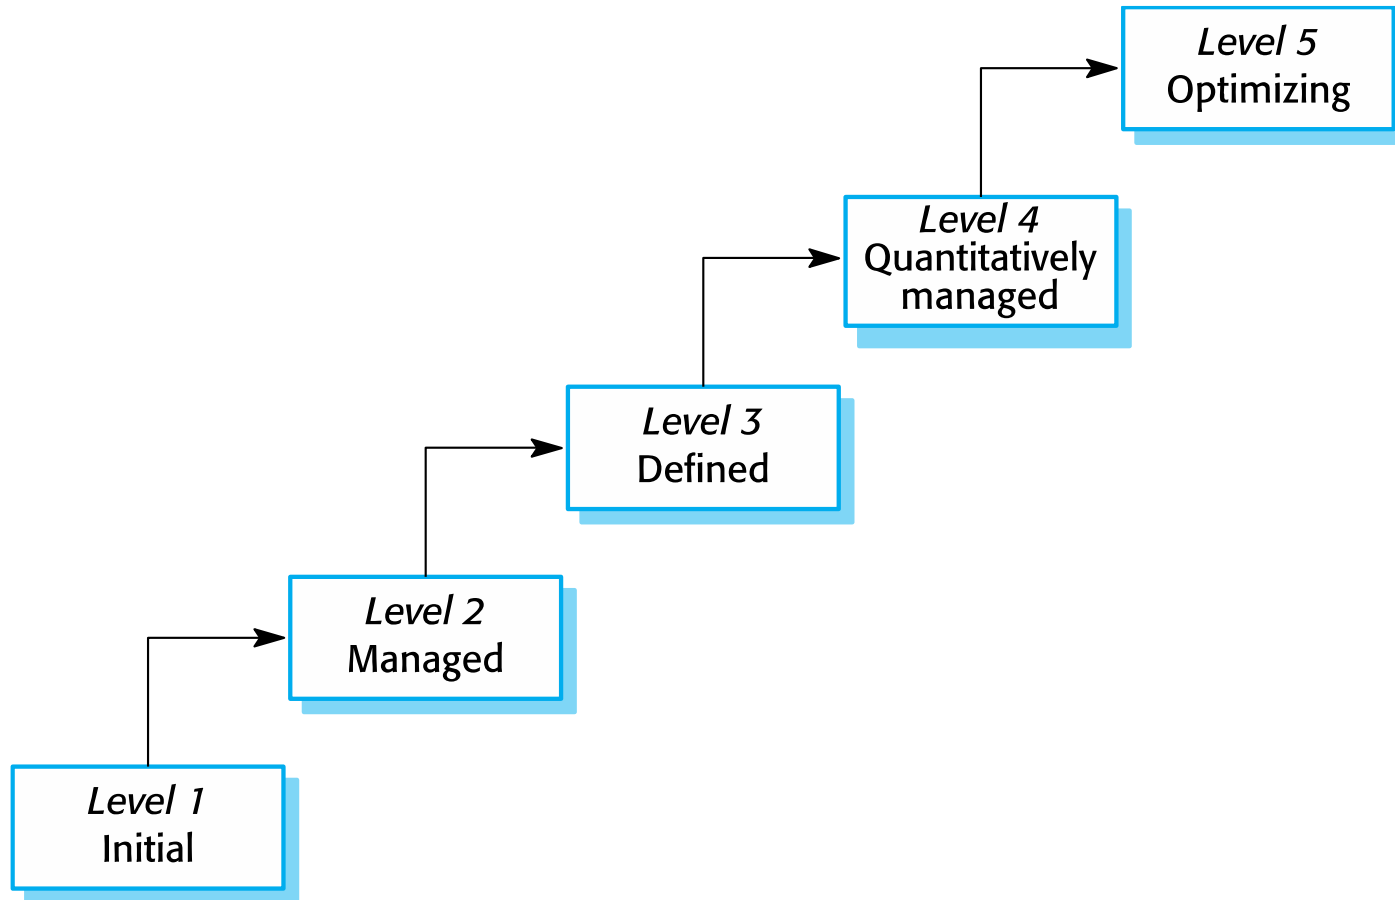 Level 5
Optimizing
Level 4
Quantitatively
managed
Level 3
Defined
Level 2
Managed
Level 1
Initial